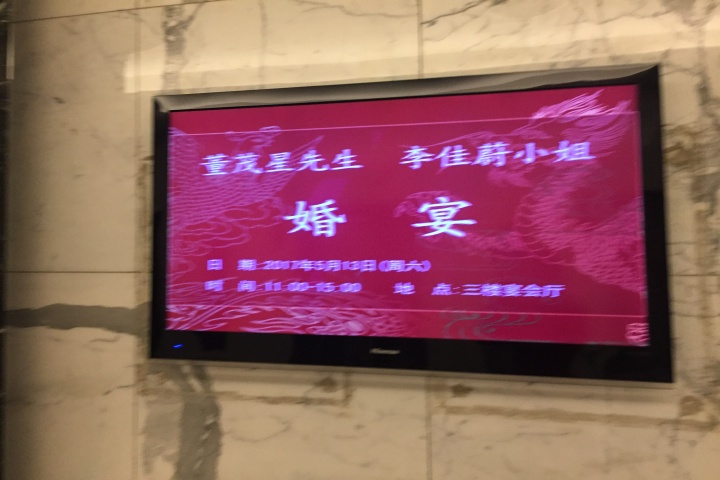 董茂星先生 李佳蔚小姐
婚 宴
日 期:2017年5月13日(周六)
时 间:11:00-15:00 地 点:三楼宴会厅